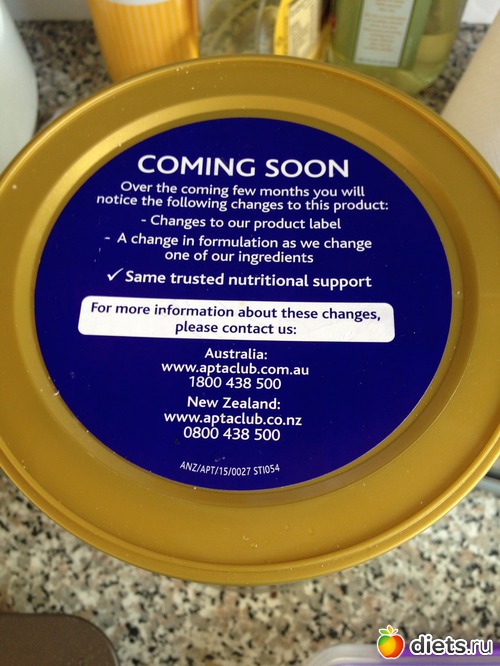 COMING SOON
Over the coming few months you will
notice the following changes to this product:
- Changes to our product label
- A change in formulation as we change
one of our ingredients
✓ Same trusted nutritional support
For more information about these changes,
please contact us:
Australia:
www.aptaclub.com.au
1800 438 500
New Zealand:
www.aptaclub.co.nz
0800 438 500
ANZ/APT/15/0027 STI054
diets.ru